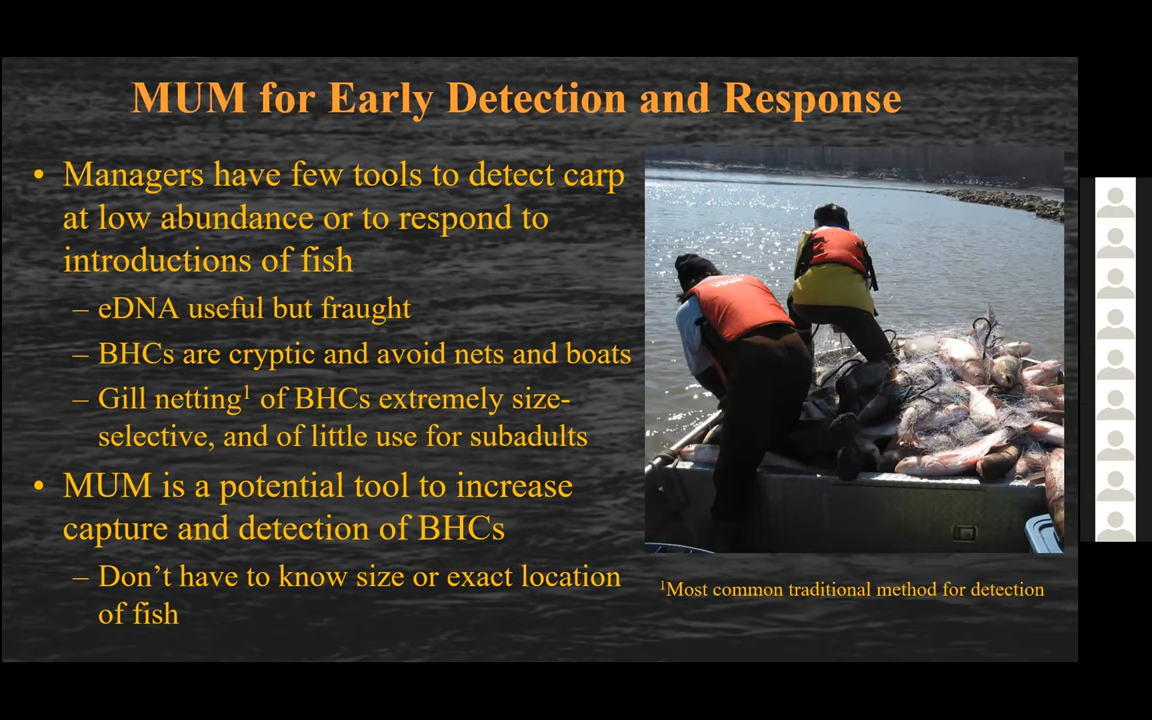 MUM for Early Detection and Response
• Managers have few tools to detect carp
at low abundance or to respond to
introductions of fish
– eDNA useful but fraught
– BHCs are cryptic and avoid nets and boats
– Gill netting¹ of BHCs extremely size-
selective, and of little use for subadults
• MUM is a potential tool to increase
capture and detection of BHCs
– Don’t have to know size or exact location
of fish
¹Most common traditional method for detection